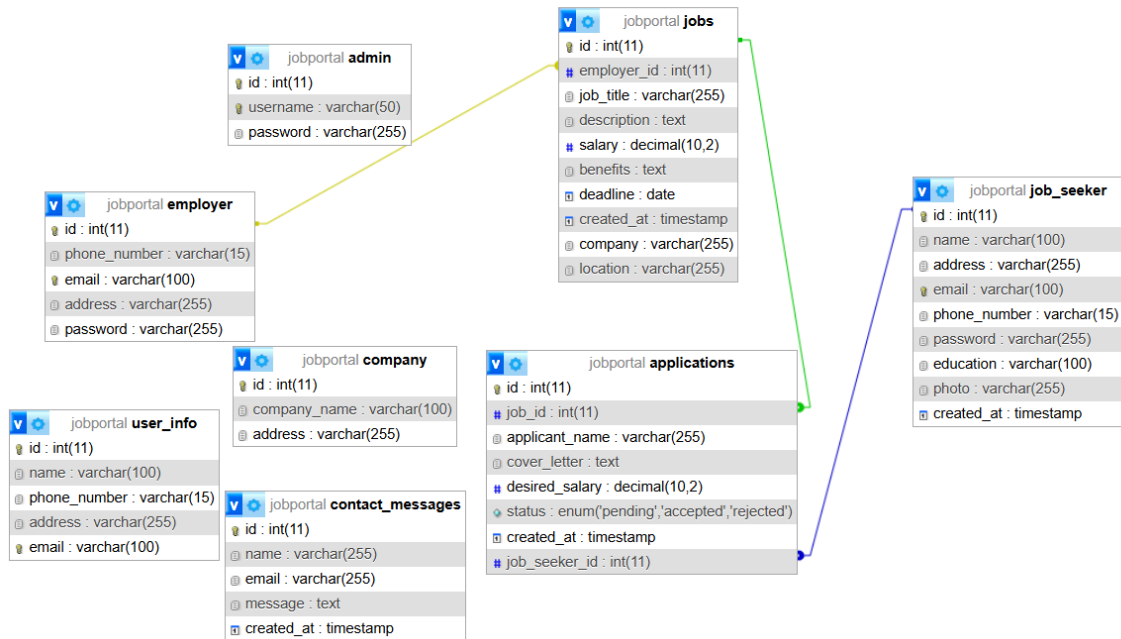 jobportal jobs
id : int(11)
employer_id : int(11)
job_title : varchar(255)
description : text
salary : decimal(10,2)
benefits : text
deadline : date
created_at : timestamp
company : varchar(255)
location : varchar(255)
jobportal admin
id : int(11)
username : varchar(50)
password : varchar(255)
jobportal employer
id : int(11)
phone_number : varchar(15)
email : varchar(100)
address : varchar(255)
password : varchar(255)
jobportal job_seeker
id : int(11)
name : varchar(100)
address : varchar(255)
email : varchar(100)
phone_number : varchar(15)
password : varchar(255)
education : varchar(100)
photo : varchar(255)
created_at : timestamp
jobportal company
id : int(11)
company_name : varchar(100)
address : varchar(255)
jobportal applications
id : int(11)
job_id : int(11)
applicant_name : varchar(255)
cover_letter : text
desired_salary : decimal(10,2)
status : enum('pending','accepted','rejected')
created_at : timestamp
job_seeker_id : int(11)
jobportal user_info
id : int(11)
name : varchar(100)
phone_number : varchar(15)
address : varchar(255)
email : varchar(100)
jobportal contact_messages
id : int(11)
name : varchar(255)
email : varchar(255)
message : text
created_at : timestamp